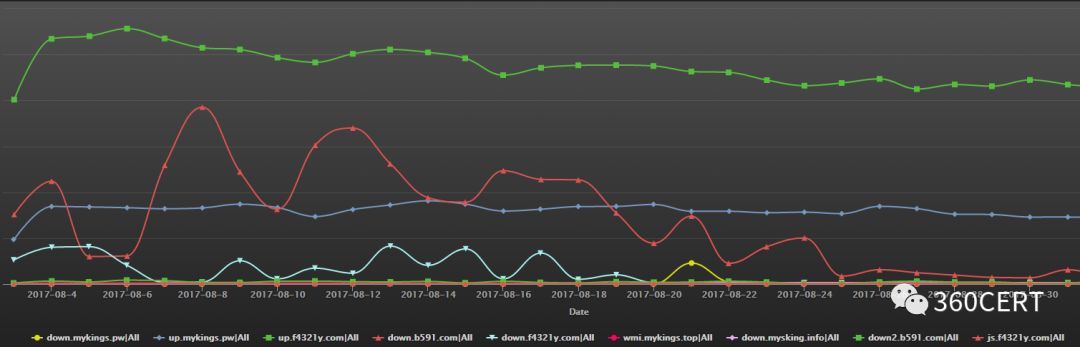 2017-08-4 2017-08-6 2017-08-8 2017-08-10 2017-08-12 2017-08-14 2017-08-16 2017-08-18 2017-08-20 2017-08-22 2017-08-24
360CERT
Date
down.mykings.pw|All up.mykings.pw|All up.f4321y.com|All down.b591.com|All down.f4321y.com|All wmi.mykings.top|All down.mysking.info|All down2.b591.com|All js.f4321y.com|All